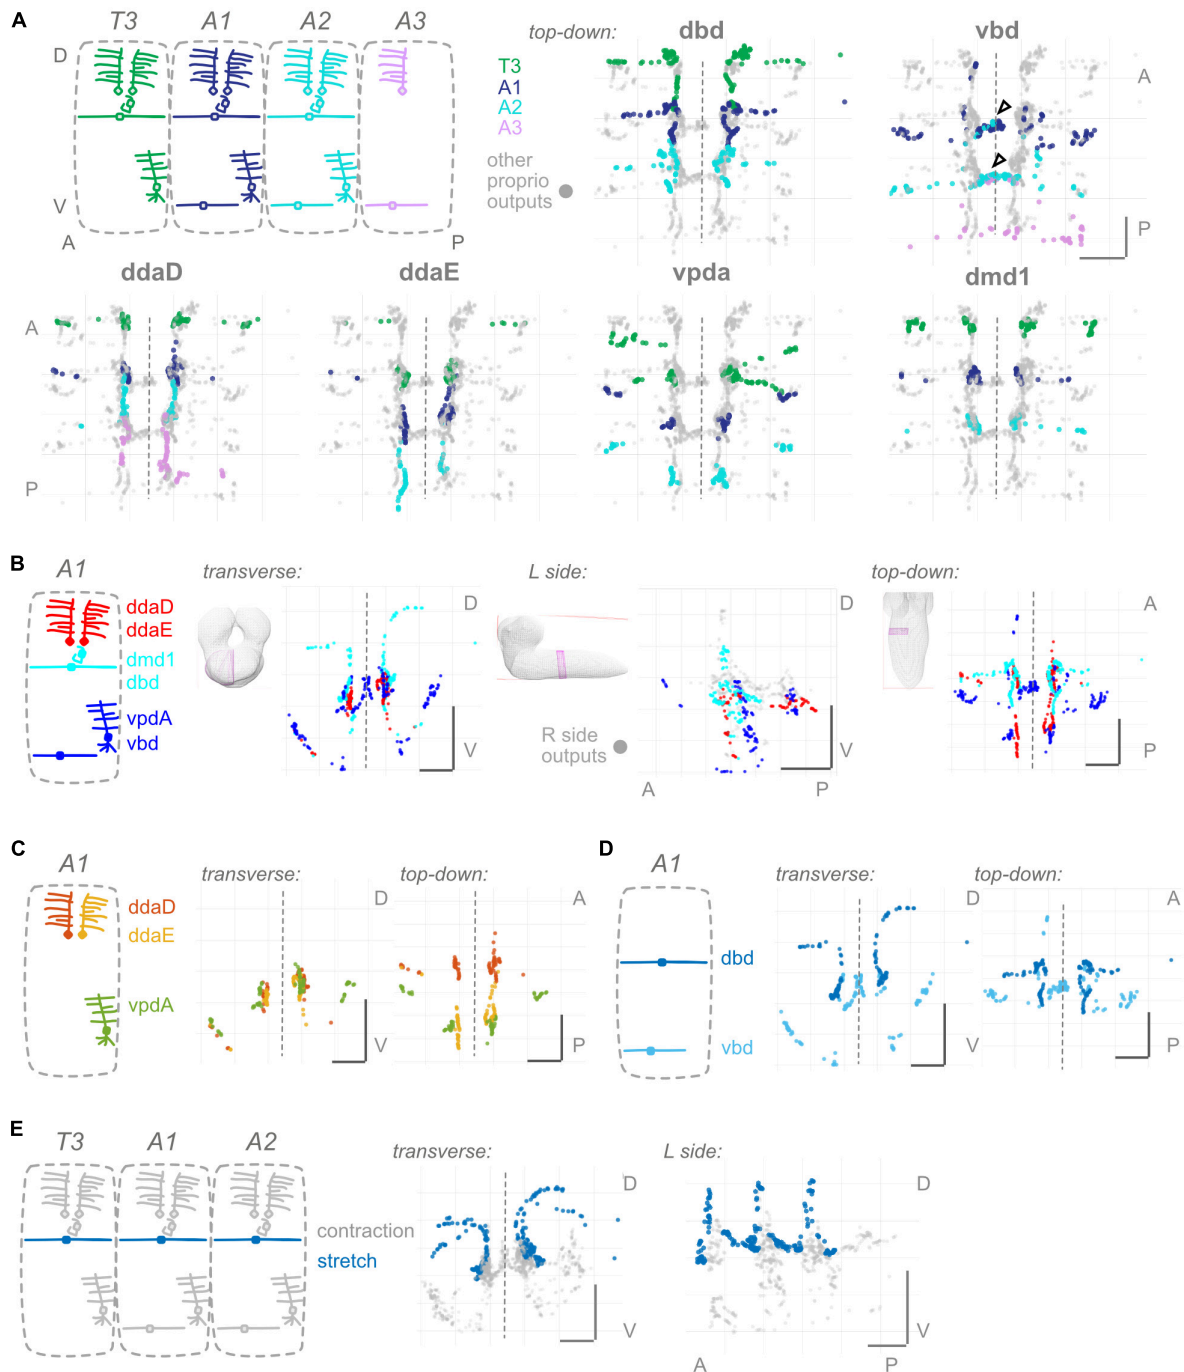 A
T3 A1 A2 A3
D
V
A
P
top-down:
T3
A1
A2
A3
other
proprio
outputs
dbd
vbd
A
P
ddaD
ddaE
vpda
dmd1
A
P
B
A1
ddaD
ddaE
dmd1
dbd
vpdA
vbd
transverse:
D
V
L side:
R side
outputs
D
V
A P
top-down:
A
P
C
A1
ddaD
ddaE
vpdA
transverse:
D
V
top-down:
A
P
D
A1
dbd
vbd
transverse:
D
V
top-down:
A
P
E
T3 A1 A2
contraction
stretch
transverse:
D
V
L side:
D
V
A P